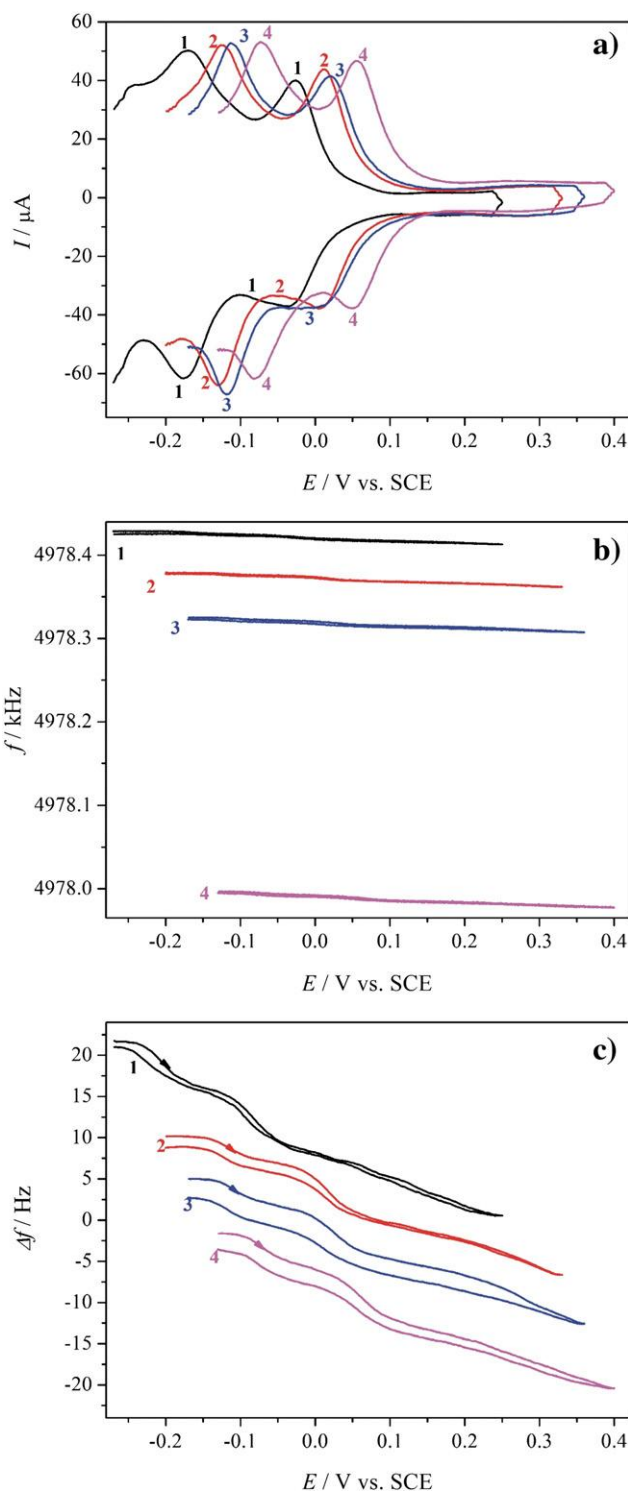 60
40
20
0
-20
-40
-60
I / μA
a)
1 2 3 4
1 2 3 4
1 2 3 4
1 2 3 4
-0.2 -0.1 0.0 0.1 0.2 0.3 0.4
E / V vs. SCE
4978.4
4978.3
4978.2
4978.1
4978.0
f / kHz
b)
1
2
3
4
-0.2 -0.1 0.0 0.1 0.2 0.3 0.4
E / V vs. SCE
20
15
10
5
0
-5
-10
-15
-20
Δf / Hz
c)
1
2
3
4
-0.2 -0.1 0.0 0.1 0.2 0.3 0.4
E / V vs. SCE